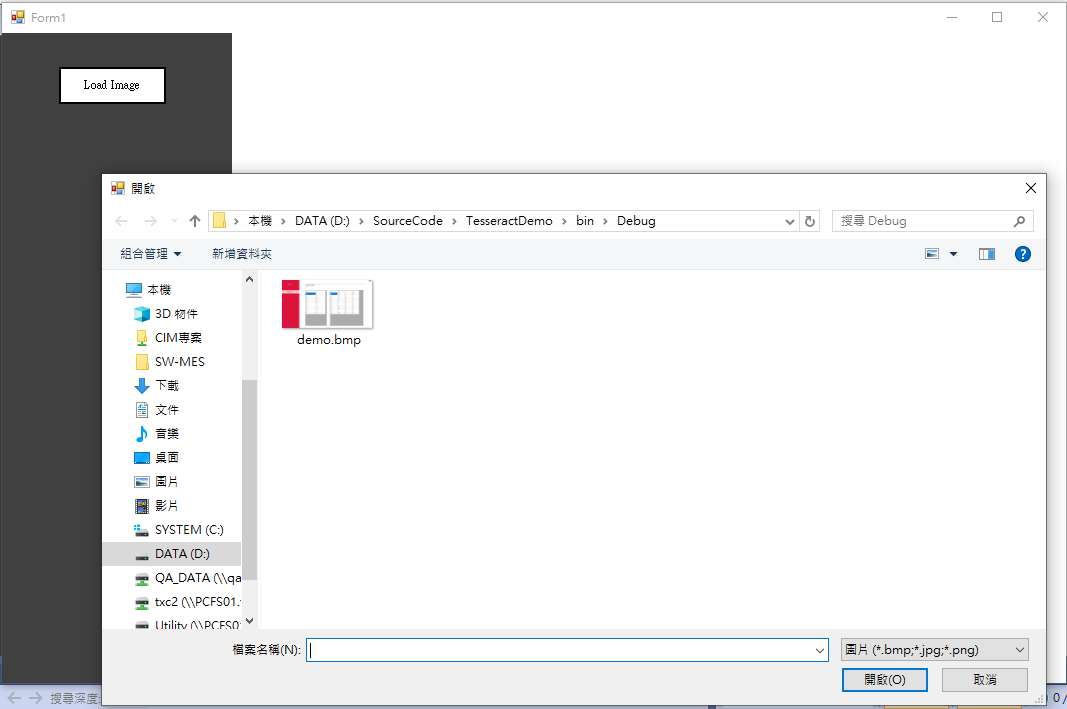 Form1
Load Image
開啟
本機 DATA (D:) SourceCode TesseractDemo bin Debug
搜尋 Debug
組合管理 新增資料夾
本機
3D 物件
CIM專案
SW-MES
下載
文件
音樂
桌面
圖片
影片
SYSTEM (C:)
DATA (D:)
QA_DATA (\\qa
txc2 (\\PCFS01.
Utility (\\PCFS0
demo.bmp
檔案名稱(N):
圖片 (*.bmp;*.jpg;*.png)
開啟(O) 取消
搜尋深度:
0 /